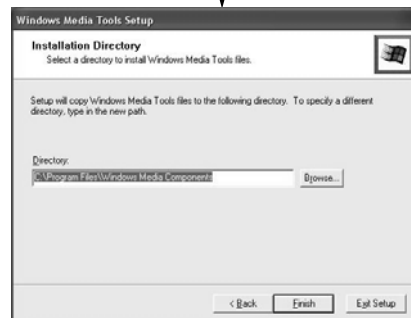 Windows Media Tools Setup
Installation Directory
Select a directory to install Windows Media Tools files.
Setup will copy Windows Media Tools files to the following directory. To specify a different
directory, type in the new path.
Directory:
C:\Program Files\Windows Media Components
Browse...
< Back
Finish
Exit Setup